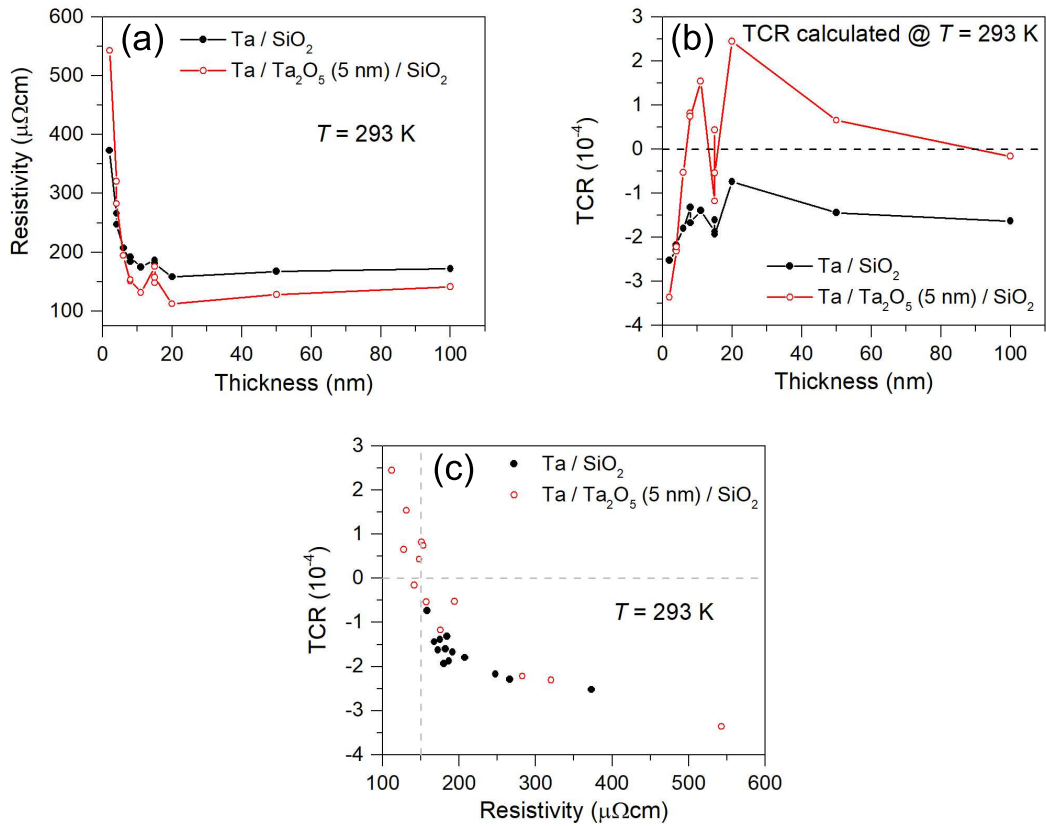 (a)
Ta / SiO₂
Ta / Ta₂O₅ (5 nm) / SiO₂
T = 293 K
600
500
400
300
200
100
Resistivity (μΩcm)
0 20 40 60 80 100
Thickness (nm)
(b)
TCR calculated @ T = 293 K
3
2
1
0
-1
-2
-3
-4
TCR (10⁻⁴)
Ta / SiO₂
Ta / Ta₂O₅ (5 nm) / SiO₂
0 20 40 60 80 100
Thickness (nm)
(c)
Ta / SiO₂
Ta / Ta₂O₅ (5 nm) / SiO₂
T = 293 K
3
2
1
0
-1
-2
-3
-4
TCR (10⁻⁴)
100 200 300 400 500 600
Resistivity (μΩcm)